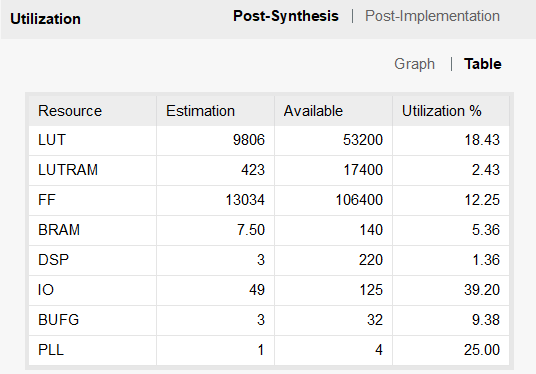 Utilization Post-Synthesis | Post-Implementation
Graph | Table
Resource Estimation Available Utilization %
LUT 9806 53200 18.43
LUTRAM 423 17400 2.43
FF 13034 106400 12.25
BRAM 7.50 140 5.36
DSP 3 220 1.36
IO 49 125 39.20
BUFG 3 32 9.38
PLL 1 4 25.00